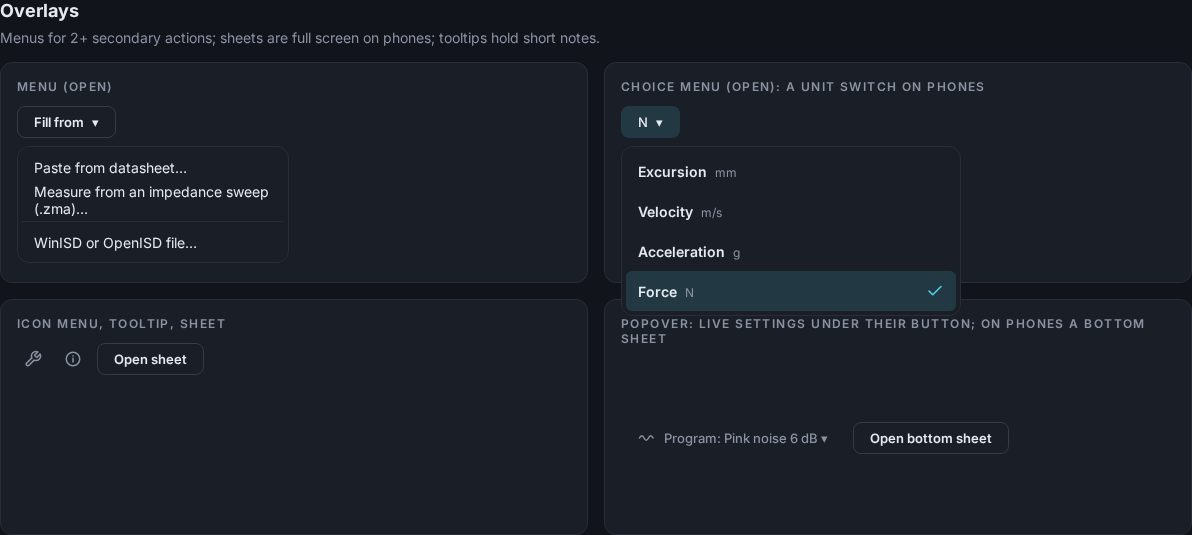 Overlays
Menus for 2+ secondary actions; sheets are full screen on phones; tooltips hold short notes.
MENU (OPEN)
Fill from ▾
Paste from datasheet...
Measure from an impedance sweep
(.zma)...
WinISD or OpenISD file...
CHOICE MENU (OPEN): A UNIT SWITCH ON PHONES
N ▾
Excursion mm
Velocity m/s
Acceleration g
Force N
ICON MENU, TOOLTIP, SHEET
Open sheet
POPOVER: LIVE SETTINGS UNDER THEIR BUTTON; ON PHONES A BOTTOM
SHEET
Program: Pink noise 6 dB ▾
Open bottom sheet